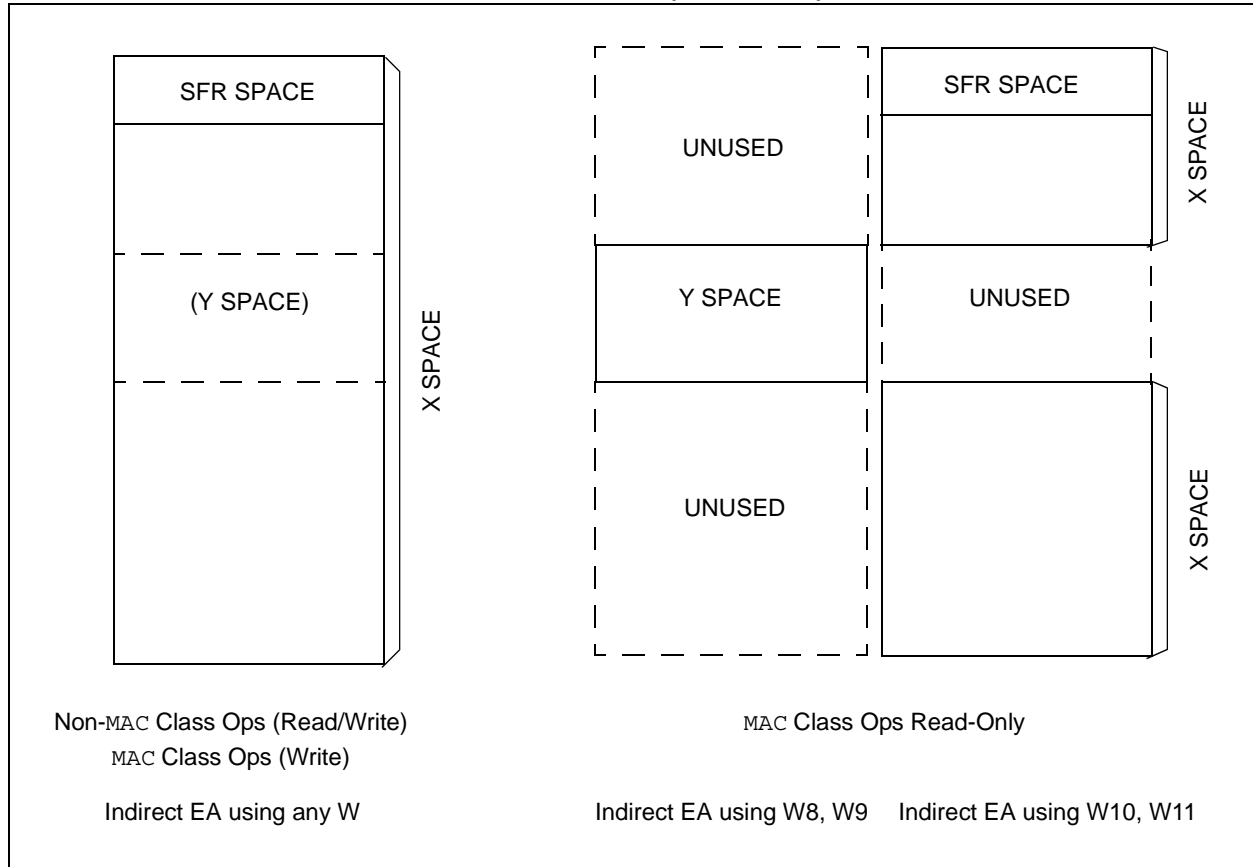 SFR SPACE
(Y SPACE)
X SPACE
Non-MAC Class Ops (Read/Write)
MAC Class Ops (Write)
Indirect EA using any W
UNUSED
Y SPACE
UNUSED
SFR SPACE
X SPACE
UNUSED
X SPACE
MAC Class Ops Read-Only
Indirect EA using W8, W9
Indirect EA using W10, W11